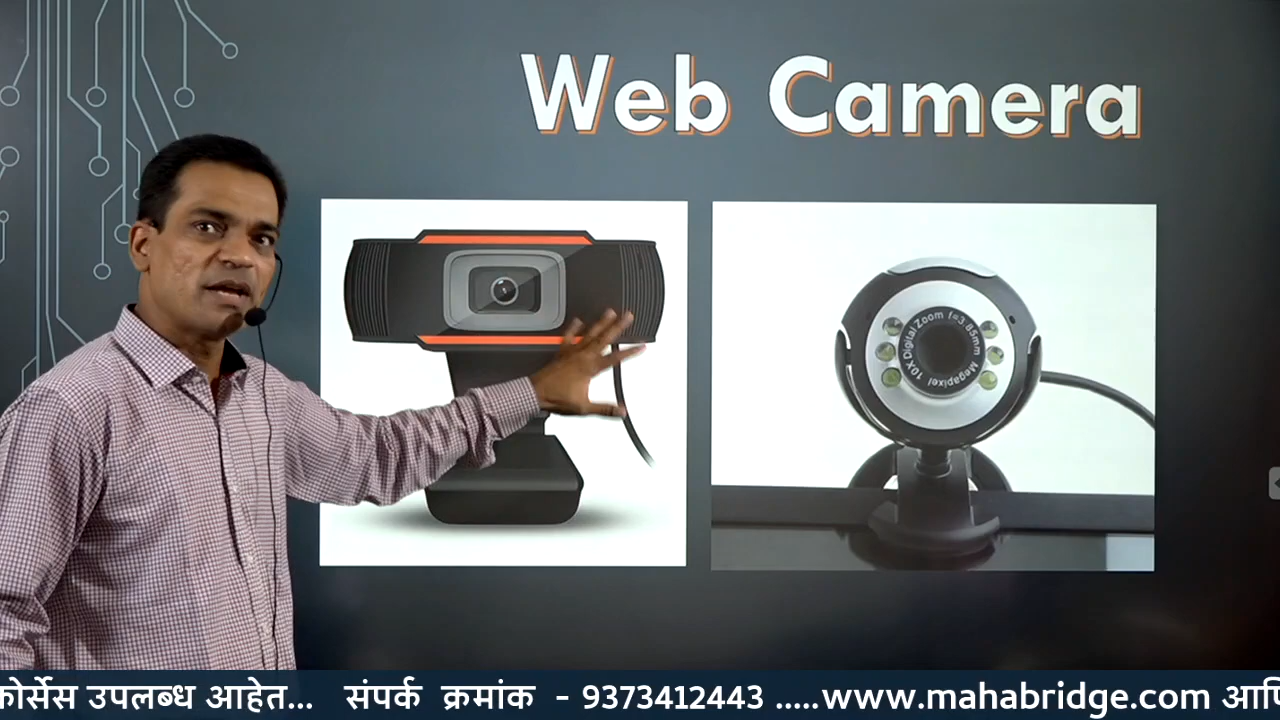 Web Camera
10X Digital Zoom f=3.85mm Megapixel
कोर्सेस उपलब्ध आहेत... संपर्क क्रमांक - 9373412443 .....www.mahabridge.com आणि